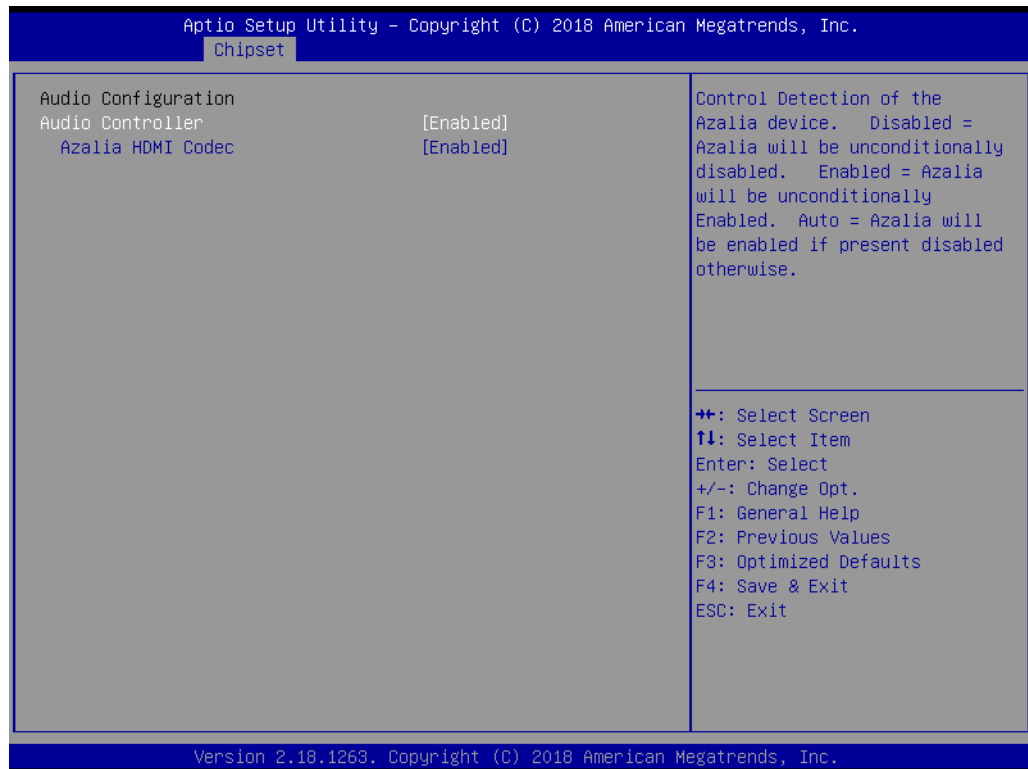 Aptio Setup Utility – Copyright (C) 2018 American Megatrends, Inc.
Chipset
Audio Configuration
Audio Controller [Enabled]
Azalia HDMI Codec [Enabled]
Control Detection of the
Azalia device. Disabled =
Azalia will be unconditionally
disabled. Enabled = Azalia
will be unconditionally
Enabled. Auto = Azalia will
be enabled if present disabled
otherwise.
→←: Select Screen
↑↓: Select Item
Enter: Select
+/-: Change Opt.
F1: General Help
F2: Previous Values
F3: Optimized Defaults
F4: Save & Exit
ESC: Exit
Version 2.18.1263. Copyright (C) 2018 American Megatrends, Inc.